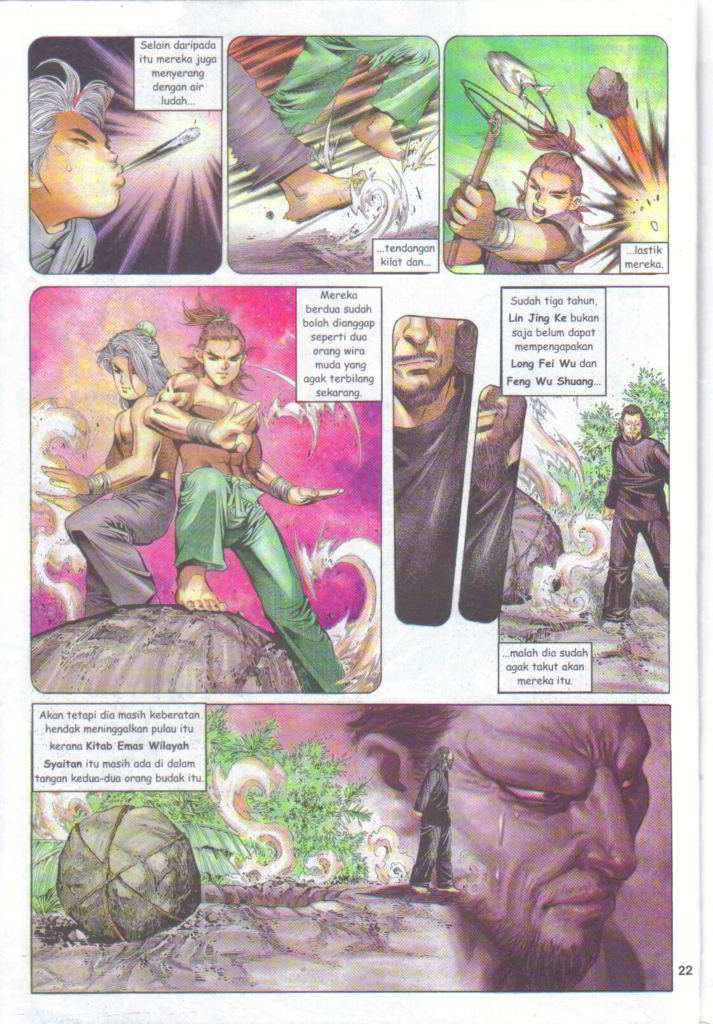 Selain daripada
itu mereka juga
menyerang
dengan air
ludah...
...tendangan
kilat dan...
...lastik
mereka.
Mereka
berdua sudah
bolah dianggap
seperti dua
orang wira
muda yang
agak terbilang
sekarang.
Sudah tiga tahun,
Lin Jing Ke bukan
saja belum dapat
mempengapakan
Long Fei Wu dan
Feng Wu Shuang...
...malah dia sudah
agak takut akan
mereka itu.
Akan tetapi dia masih keberatan
hendak meninggalkan pulau itu
kerana Kitab Emas Wilayah
Syaitan itu masih ada di dalam
tangan kedua-dua orang budak itu.
22